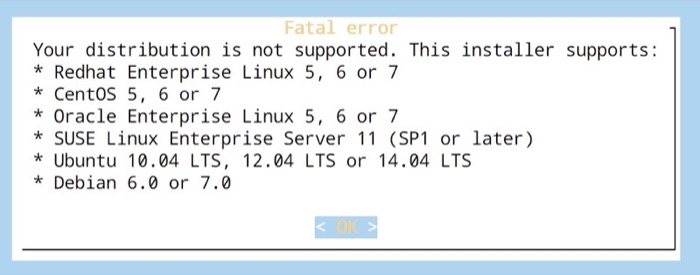 Fatal error
Your distribution is not supported. This installer supports:
* Redhat Enterprise Linux 5, 6 or 7
* CentOS 5, 6 or 7
* Oracle Enterprise Linux 5, 6 or 7
* SUSE Linux Enterprise Server 11 (SP1 or later)
* Ubuntu 10.04 LTS, 12.04 LTS or 14.04 LTS
* Debian 6.0 or 7.0
< OK >